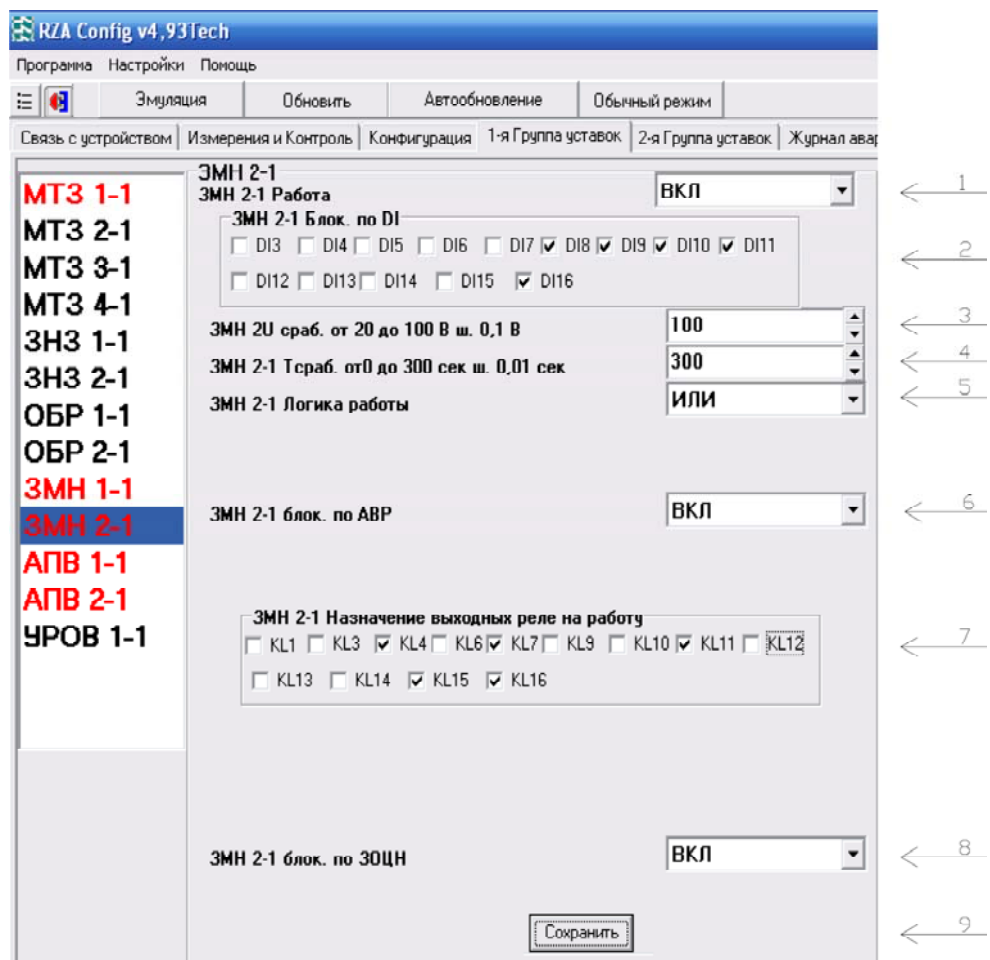 RZA Config v4,93Tech
Программа Настройки Помощь
Эмуляция Обновить Автообновление Обычный режим
Связь с устройством Измерения и Контроль Конфигурация 1-я Группа уставок 2-я Группа уставок Журнал авар
МТЗ 1-1
МТЗ 2-1
МТЗ 3-1
МТЗ 4-1
ЗНЗ 1-1
ЗНЗ 2-1
ОБР 1-1
ОБР 2-1
ЗМН 1-1
ЗМН 2-1
АПВ 1-1
АПВ 2-1
УРОВ 1-1
ЗМН 2-1
ЗМН 2-1 Работа ВКЛ 1
ЗМН 2-1 Блок. по DI
DI3 DI4 DI5 DI6 DI7 DI8 DI9 DI10 DI11 2
DI12 DI13 DI14 DI15 DI16
ЗМН 2U сраб. от 20 до 100 В ш. 0,1 В 100 3
ЗМН 2-1 Тсраб. от0 до 300 сек ш. 0,01 сек 300 4
ЗМН 2-1 Логика работы ИЛИ 5
ЗМН 2-1 блок. по АВР ВКЛ 6
ЗМН 2-1 Назначение выходных реле на работу
KL1 KL3 KL4 KL6 KL7 KL9 KL10 KL11 KL12 7
KL13 KL14 KL15 KL16
ЗМН 2-1 блок. по ЗОЦН ВКЛ 8
Сохранить 9